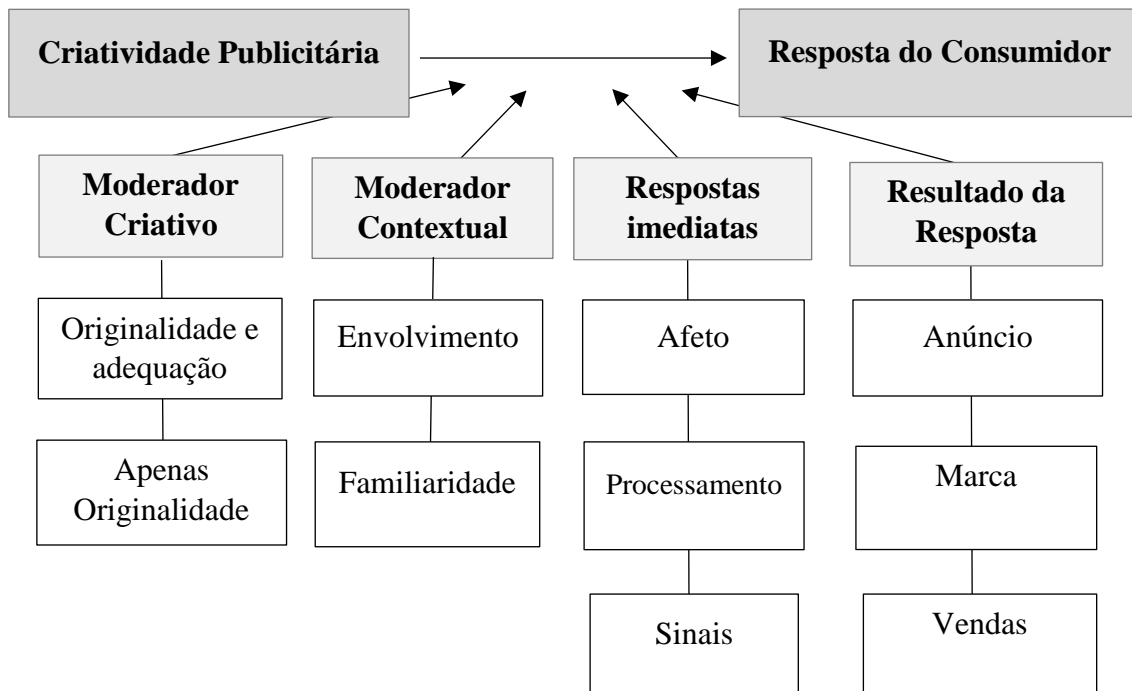 Criatividade Publicitária
Resposta do Consumidor
Moderador
Criativo
Moderador
Contextual
Respostas
imediatas
Resultado da
Resposta
Originalidade e
adequação
Envolvimento
Afeto
Anúncio
Apenas
Originalidade
Familiaridade
Processamento
Marca
Sinais
Vendas